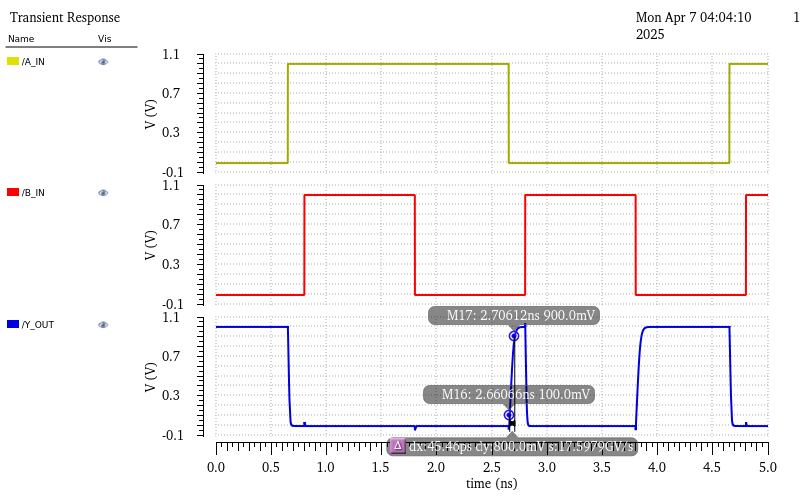 Transient Response
Mon Apr 7 04:04:10 1
2025
Name Vis
/A_IN
1.1
0.7
0.3
-0.1
V (V)
/B_IN
1.1
0.7
0.3
-0.1
V (V)
/Y_OUT
1.1
0.7
0.3
-0.1
V (V)
M17: 2.70612ns 900.0mV
M16: 2.66066ns 100.0mV
Δ dx:45.46ps dy:800.0mV s:17.5979GV/s
0.0 0.5 1.0 1.5 2.0 2.5 3.0 3.5 4.0 4.5 5.0
time (ns)